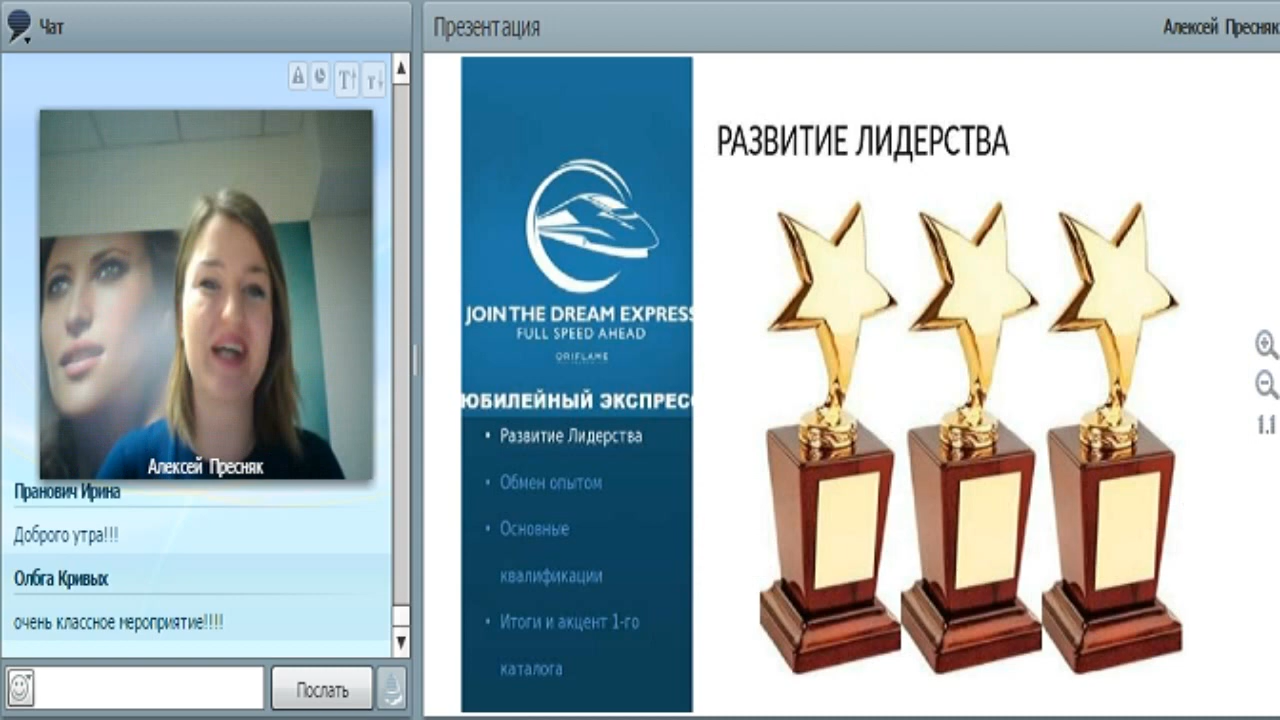 Чат
Презентация
Алексей Пресняк
Алексей Пресняк
Пранович Ирина
Доброго утра!!!
Олбга Кривых
очень классное мероприятие!!!!
Послать
JOIN THE DREAM EXPRESS
FULL SPEED AHEAD
ORIFLAME
ЮБИЛЕЙНЫЙ ЭКСПРЕСС
• Развитие Лидерства
• Обмен опытом
• Основные
квалификации
• Итоги и акцент 1-го
каталога
РАЗВИТИЕ ЛИДЕРСТВА
1:1